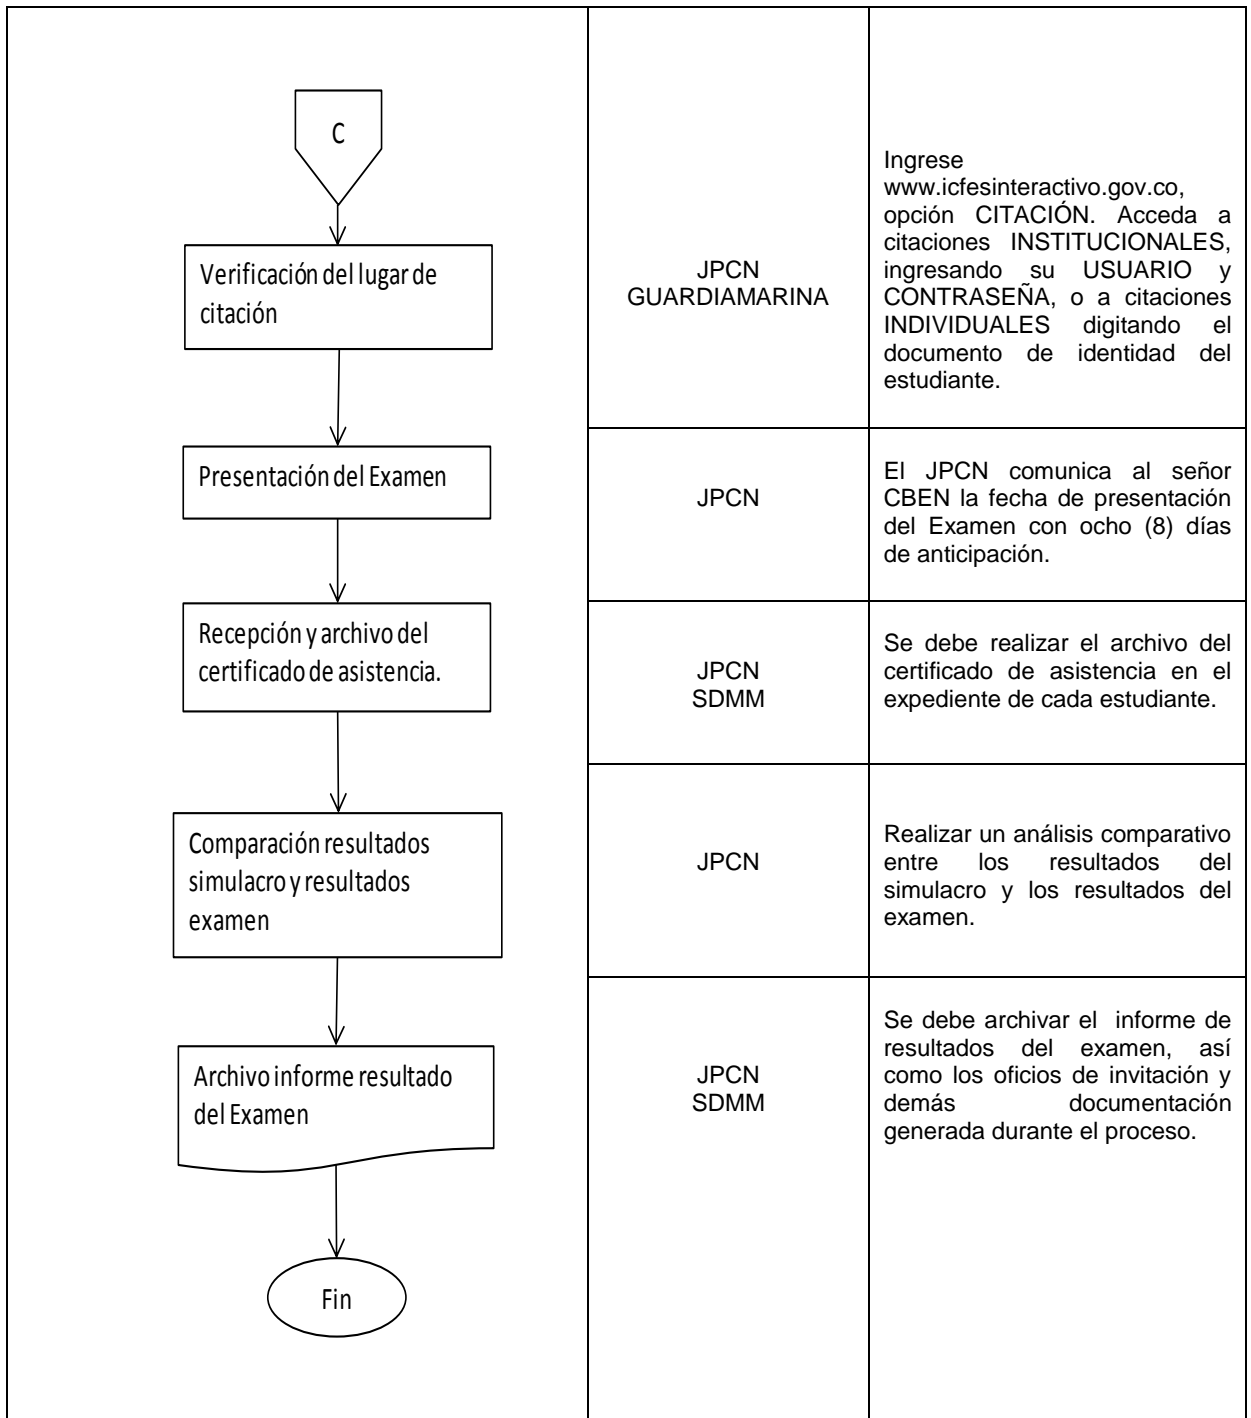 C
Verificación del lugar de
citación
JPCN
GUARDIAMARINA
Ingrese
www.icfesinteractivo.gov.co,
opción CITACIÓN. Acceda a
citaciones INSTITUCIONALES,
ingresando su USUARIO y
CONTRASEÑA, o a citaciones
INDIVIDUALES digitando el
documento de identidad del
estudiante.
Presentación del Examen
JPCN
El JPCN comunica al señor
CBEN la fecha de presentación
del Examen con ocho (8) días
de anticipación.
Recepción y archivo del
certificado de asistencia.
JPCN
SDMM
Se debe realizar el archivo del
certificado de asistencia en el
expediente de cada estudiante.
Comparación resultados
simulacro y resultados
examen
JPCN
Realizar un análisis comparativo
entre los resultados del
simulacro y los resultados del
examen.
Archivo informe resultado
del Examen
JPCN
SDMM
Se debe archivar el informe de
resultados del examen, así
como los oficios de invitación y
demás documentación
generada durante el proceso.
Fin